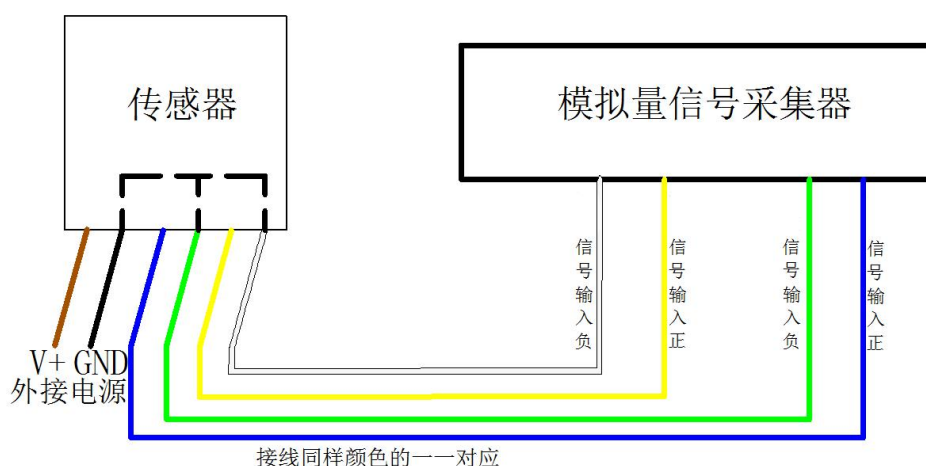 传感器
模拟量信号采集器
信号输入负
信号输入正
信号输入负
信号输入正
V+ GND
外接电源
接线同样颜色的一一对应